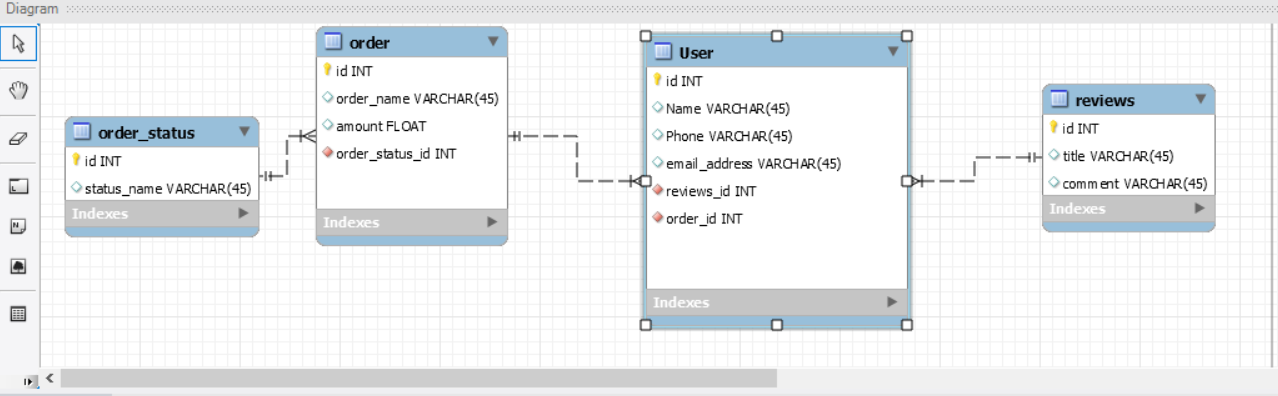 Diagram
order_status
id INT
status_name VARCHAR(45)
Indexes
order
id INT
order_name VARCHAR(45)
amount FLOAT
order_status_id INT
Indexes
User
id INT
Name VARCHAR(45)
Phone VARCHAR(45)
email_address VARCHAR(45)
reviews_id INT
order_id INT
Indexes
reviews
id INT
title VARCHAR(45)
comment VARCHAR(45)
Indexes